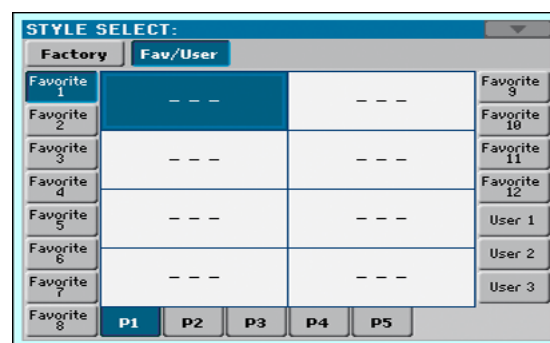 STYLE SELECT:
Factory Fav/User
Favorite 1
Favorite 2
Favorite 3
Favorite 4
Favorite 5
Favorite 6
Favorite 7
Favorite 8
--- ---
--- ---
--- ---
--- ---
Favorite 9
Favorite 10
Favorite 11
Favorite 12
User 1
User 2
User 3
P1 P2 P3 P4 P5